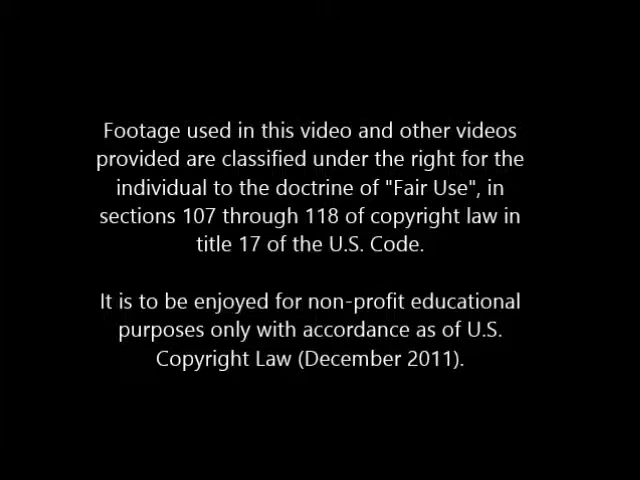 Footage used in this video and other videos
provided are classified under the right for the
individual to the doctrine of "Fair Use", in
sections 107 through 118 of copyright law in
title 17 of the U.S. Code.
It is to be enjoyed for non-profit educational
purposes only with accordance as of U.S.
Copyright Law (December 2011).